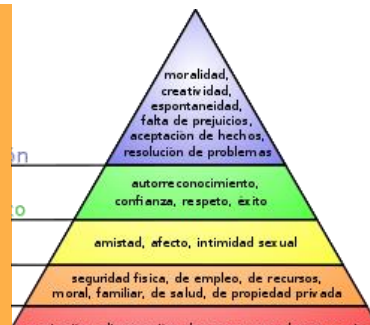 moralidad,
creatividad,
espontaneidad,
falta de prejuicios,
aceptación de hechos,
resolución de problemas
autorreconocimiento,
confianza, respeto, éxito
amistad, afecto, intimidad sexual
seguridad física, de empleo, de recursos,
moral, familiar, de salud, de propiedad privada